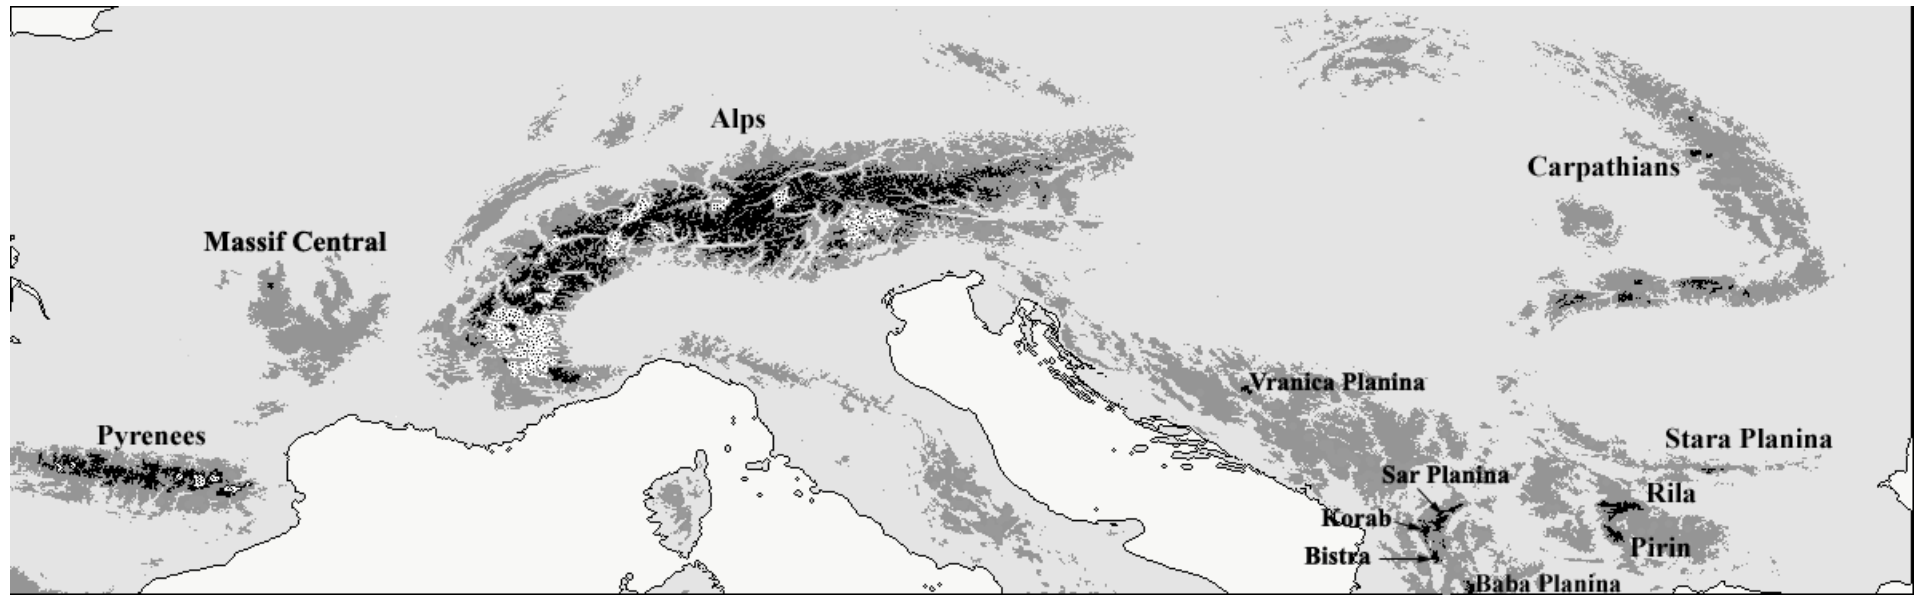 Alps
Carpathians
Massif Central
Vranica Planina
Pyrenees
Stara Planina
Sar Planina
Rila
Korab
Pirin
Bistra
Baba Planina